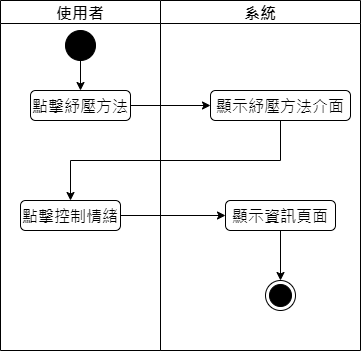 使用者
系統
點擊紓壓方法
顯示紓壓方法介面
點擊控制情緒
顯示資訊頁面